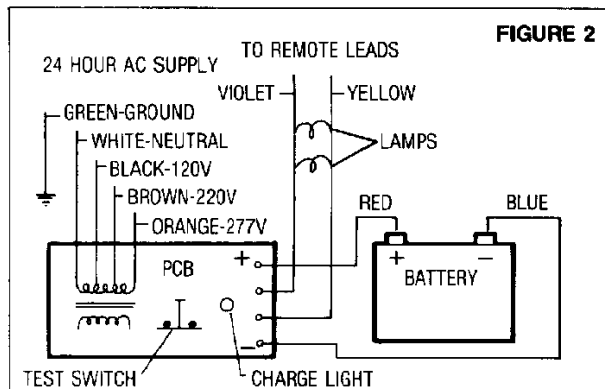 FIGURE 2
24 HOUR AC SUPPLY
TO REMOTE LEADS
VIOLET
YELLOW
GREEN-GROUND
WHITE-NEUTRAL
LAMPS
BLACK-120V
BROWN-220V
RED
BLUE
ORANGE-277V
PCB
+
+
−
BATTERY
−
TEST SWITCH
CHARGE LIGHT